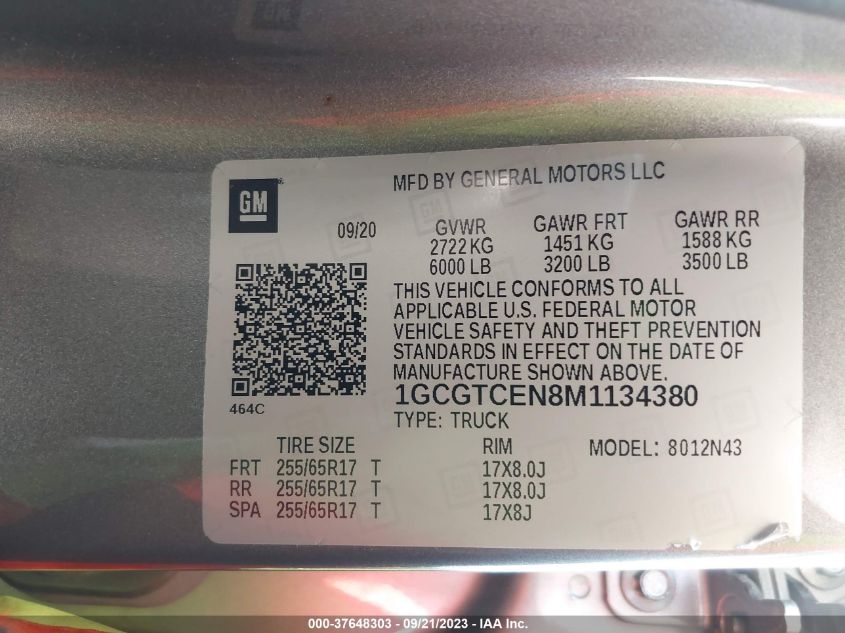 GM
MFD BY GENERAL MOTORS LLC
09/20
GVWR GAWR FRT GAWR RR
2722 KG 1451 KG 1588 KG
6000 LB 3200 LB 3500 LB
THIS VEHICLE CONFORMS TO ALL
APPLICABLE U.S. FEDERAL MOTOR
VEHICLE SAFETY AND THEFT PREVENTION
STANDARDS IN EFFECT ON THE DATE OF
MANUFACTURE SHOWN ABOVE.
464C
1GCGTCEN8M1134380
TYPE: TRUCK
TIRE SIZE RIM MODEL: 8012N43
FRT 255/65R17 T 17X8.0J
RR 255/65R17 T 17X8.0J
SPA 255/65R17 T 17X8J
000-37648303 - 09/21/2023 - IAA Inc.